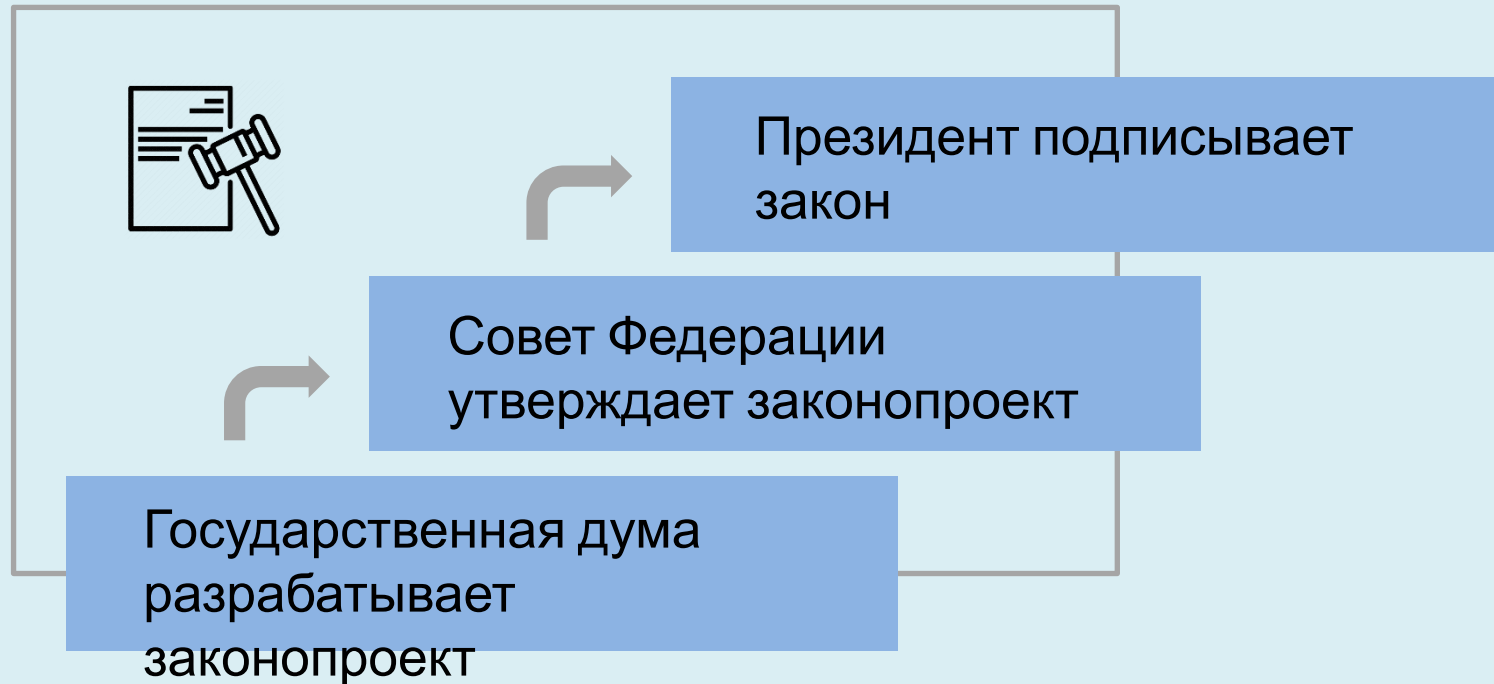 Президент подписывает
закон
Совет Федерации
утверждает законопроект
Государственная дума
разрабатывает
законопроект